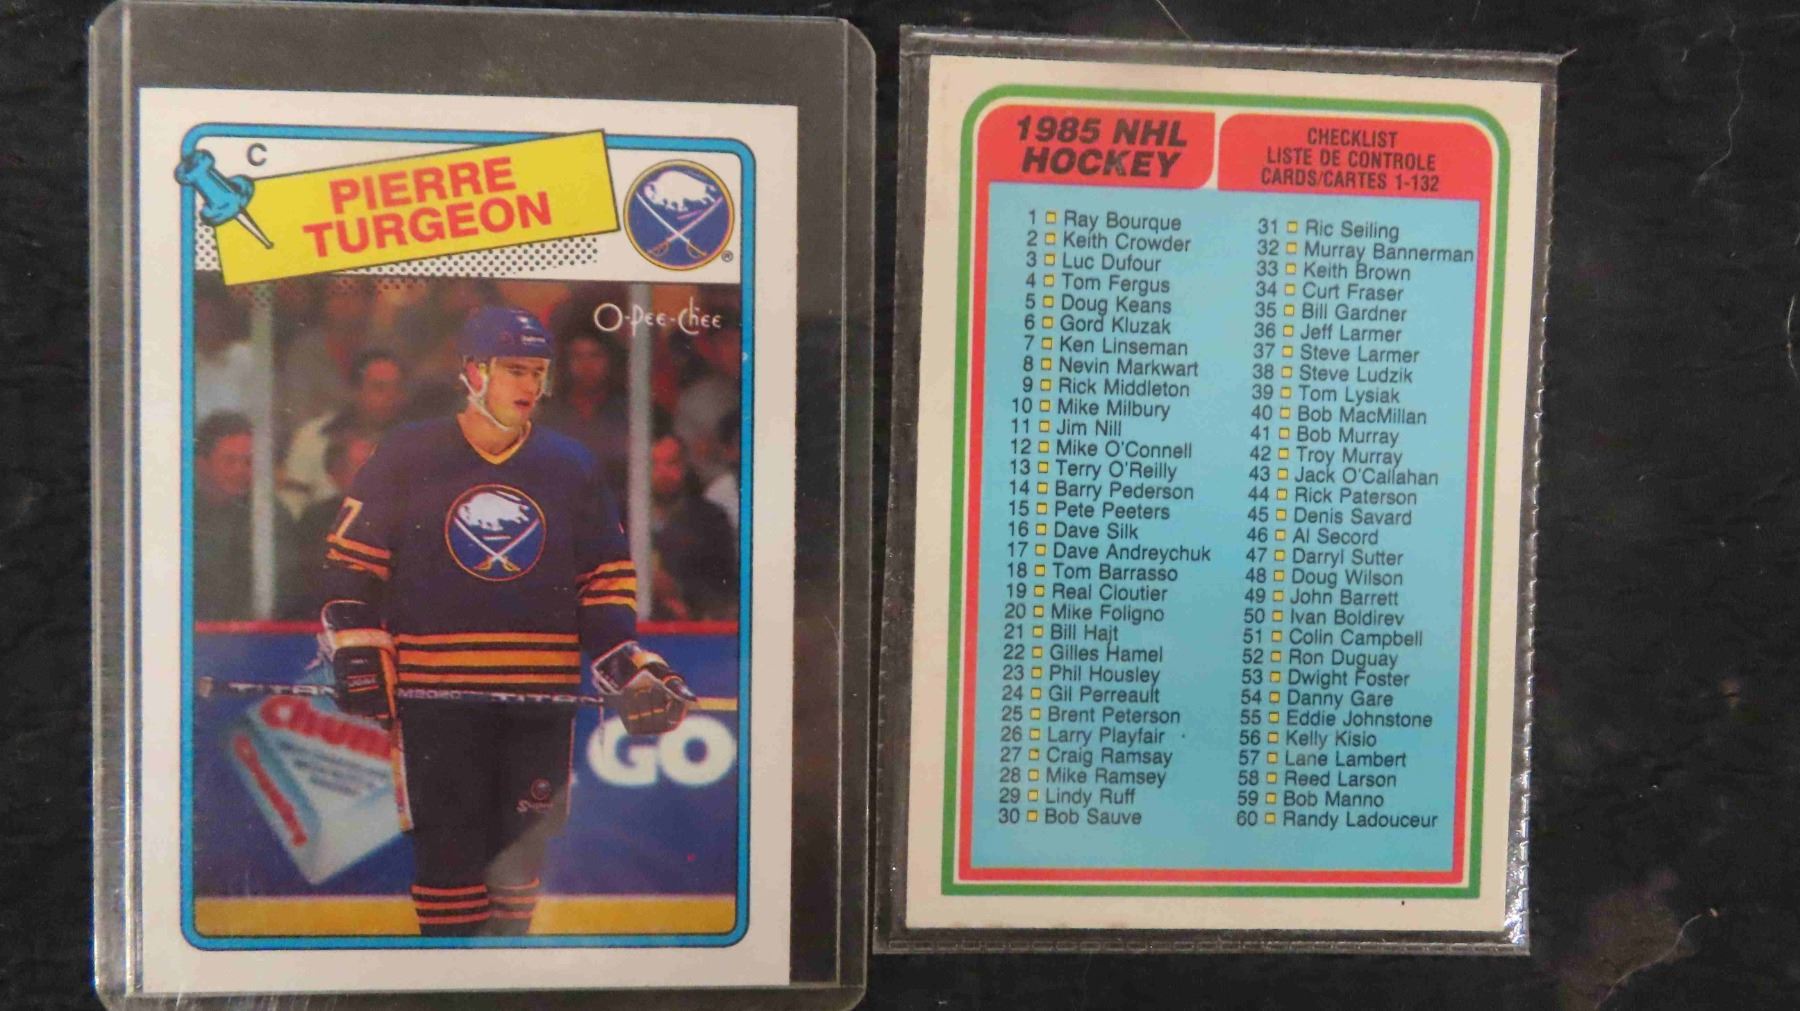 C
PIERRE
TURGEON
®
O-Pee-Chee
7
TITAN M2020 TITAN
GO
1985 NHL
HOCKEY
CHECKLIST
LISTE DE CONTROLE
CARDS/CARTES 1-132
1 Ray Bourque
2 Keith Crowder
3 Luc Dufour
4 Tom Fergus
5 Doug Keans
6 Gord Kluzak
7 Ken Linseman
8 Nevin Markwart
9 Rick Middleton
10 Mike Milbury
11 Jim Nill
12 Mike O'Connell
13 Terry O'Reilly
14 Barry Pederson
15 Pete Peeters
16 Dave Silk
17 Dave Andreychuk
18 Tom Barrasso
19 Real Cloutier
20 Mike Foligno
21 Bill Hajt
22 Gilles Hamel
23 Phil Housley
24 Gil Perreault
25 Brent Peterson
26 Larry Playfair
27 Craig Ramsay
28 Mike Ramsey
29 Lindy Ruff
30 Bob Sauve
31 Ric Seiling
32 Murray Bannerman
33 Keith Brown
34 Curt Fraser
35 Bill Gardner
36 Jeff Larmer
37 Steve Larmer
38 Steve Ludzik
39 Tom Lysiak
40 Bob MacMillan
41 Bob Murray
42 Troy Murray
43 Jack O'Callahan
44 Rick Paterson
45 Denis Savard
46 Al Secord
47 Darryl Sutter
48 Doug Wilson
49 John Barrett
50 Ivan Boldirev
51 Colin Campbell
52 Ron Duguay
53 Dwight Foster
54 Danny Gare
55 Eddie Johnstone
56 Kelly Kisio
57 Lane Lambert
58 Reed Larson
59 Bob Manno
60 Randy Ladouceur